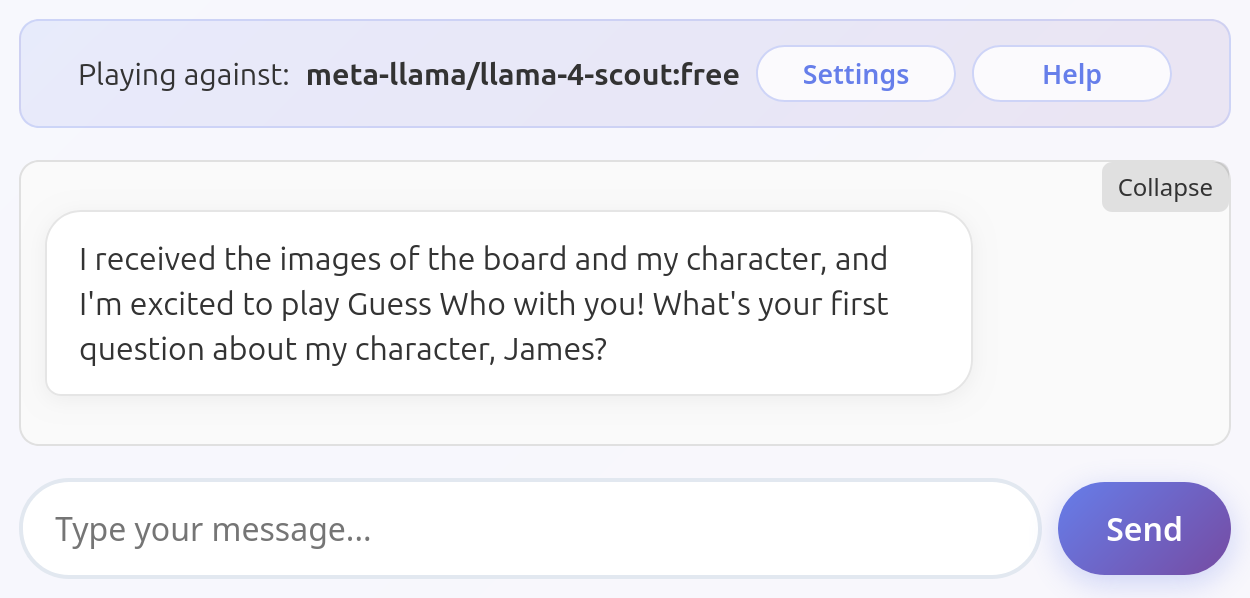 Playing against: meta-llama/llama-4-scout:free Settings Help
Collapse
I received the images of the board and my character, and
I'm excited to play Guess Who with you! What's your first
question about my character, James?
Type your message... Send